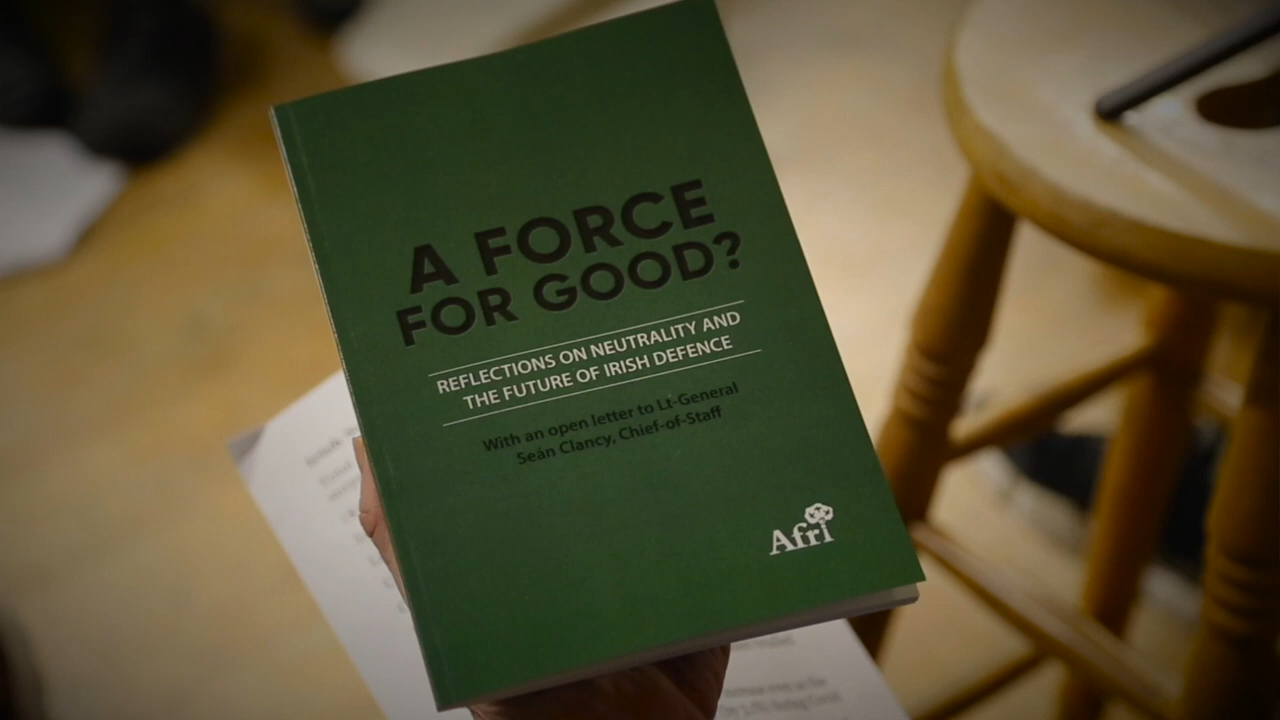 A FORCE
FOR GOOD?
REFLECTIONS ON NEUTRALITY AND
THE FUTURE OF IRISH DEFENCE
With an open letter to Lt-General
Seán Clancy, Chief-of-Staff
Afri